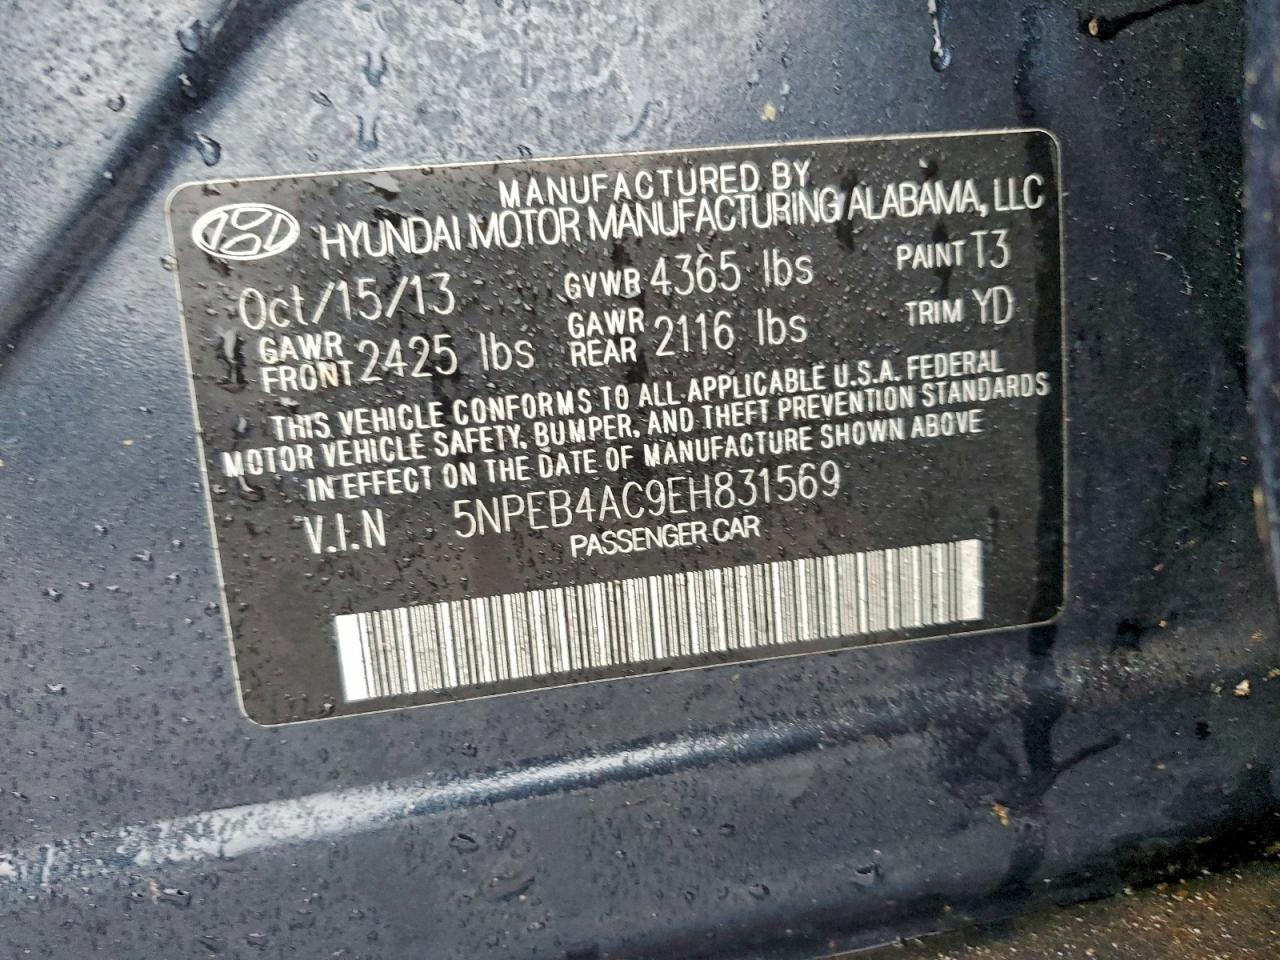 MANUFACTURED BY
HYUNDAI MOTOR MANUFACTURING ALABAMA, LLC
Oct/15/13 GVWR 4365 lbs PAINT T3
GAWR FRONT 2425 lbs GAWR REAR 2116 lbs TRIM YD
THIS VEHICLE CONFORMS TO ALL APPLICABLE U.S.A. FEDERAL
MOTOR VEHICLE SAFETY, BUMPER, AND THEFT PREVENTION STANDARDS
IN EFFECT ON THE DATE OF MANUFACTURE SHOWN ABOVE
V.I.N 5NPEB4AC9EH831569
PASSENGER CAR